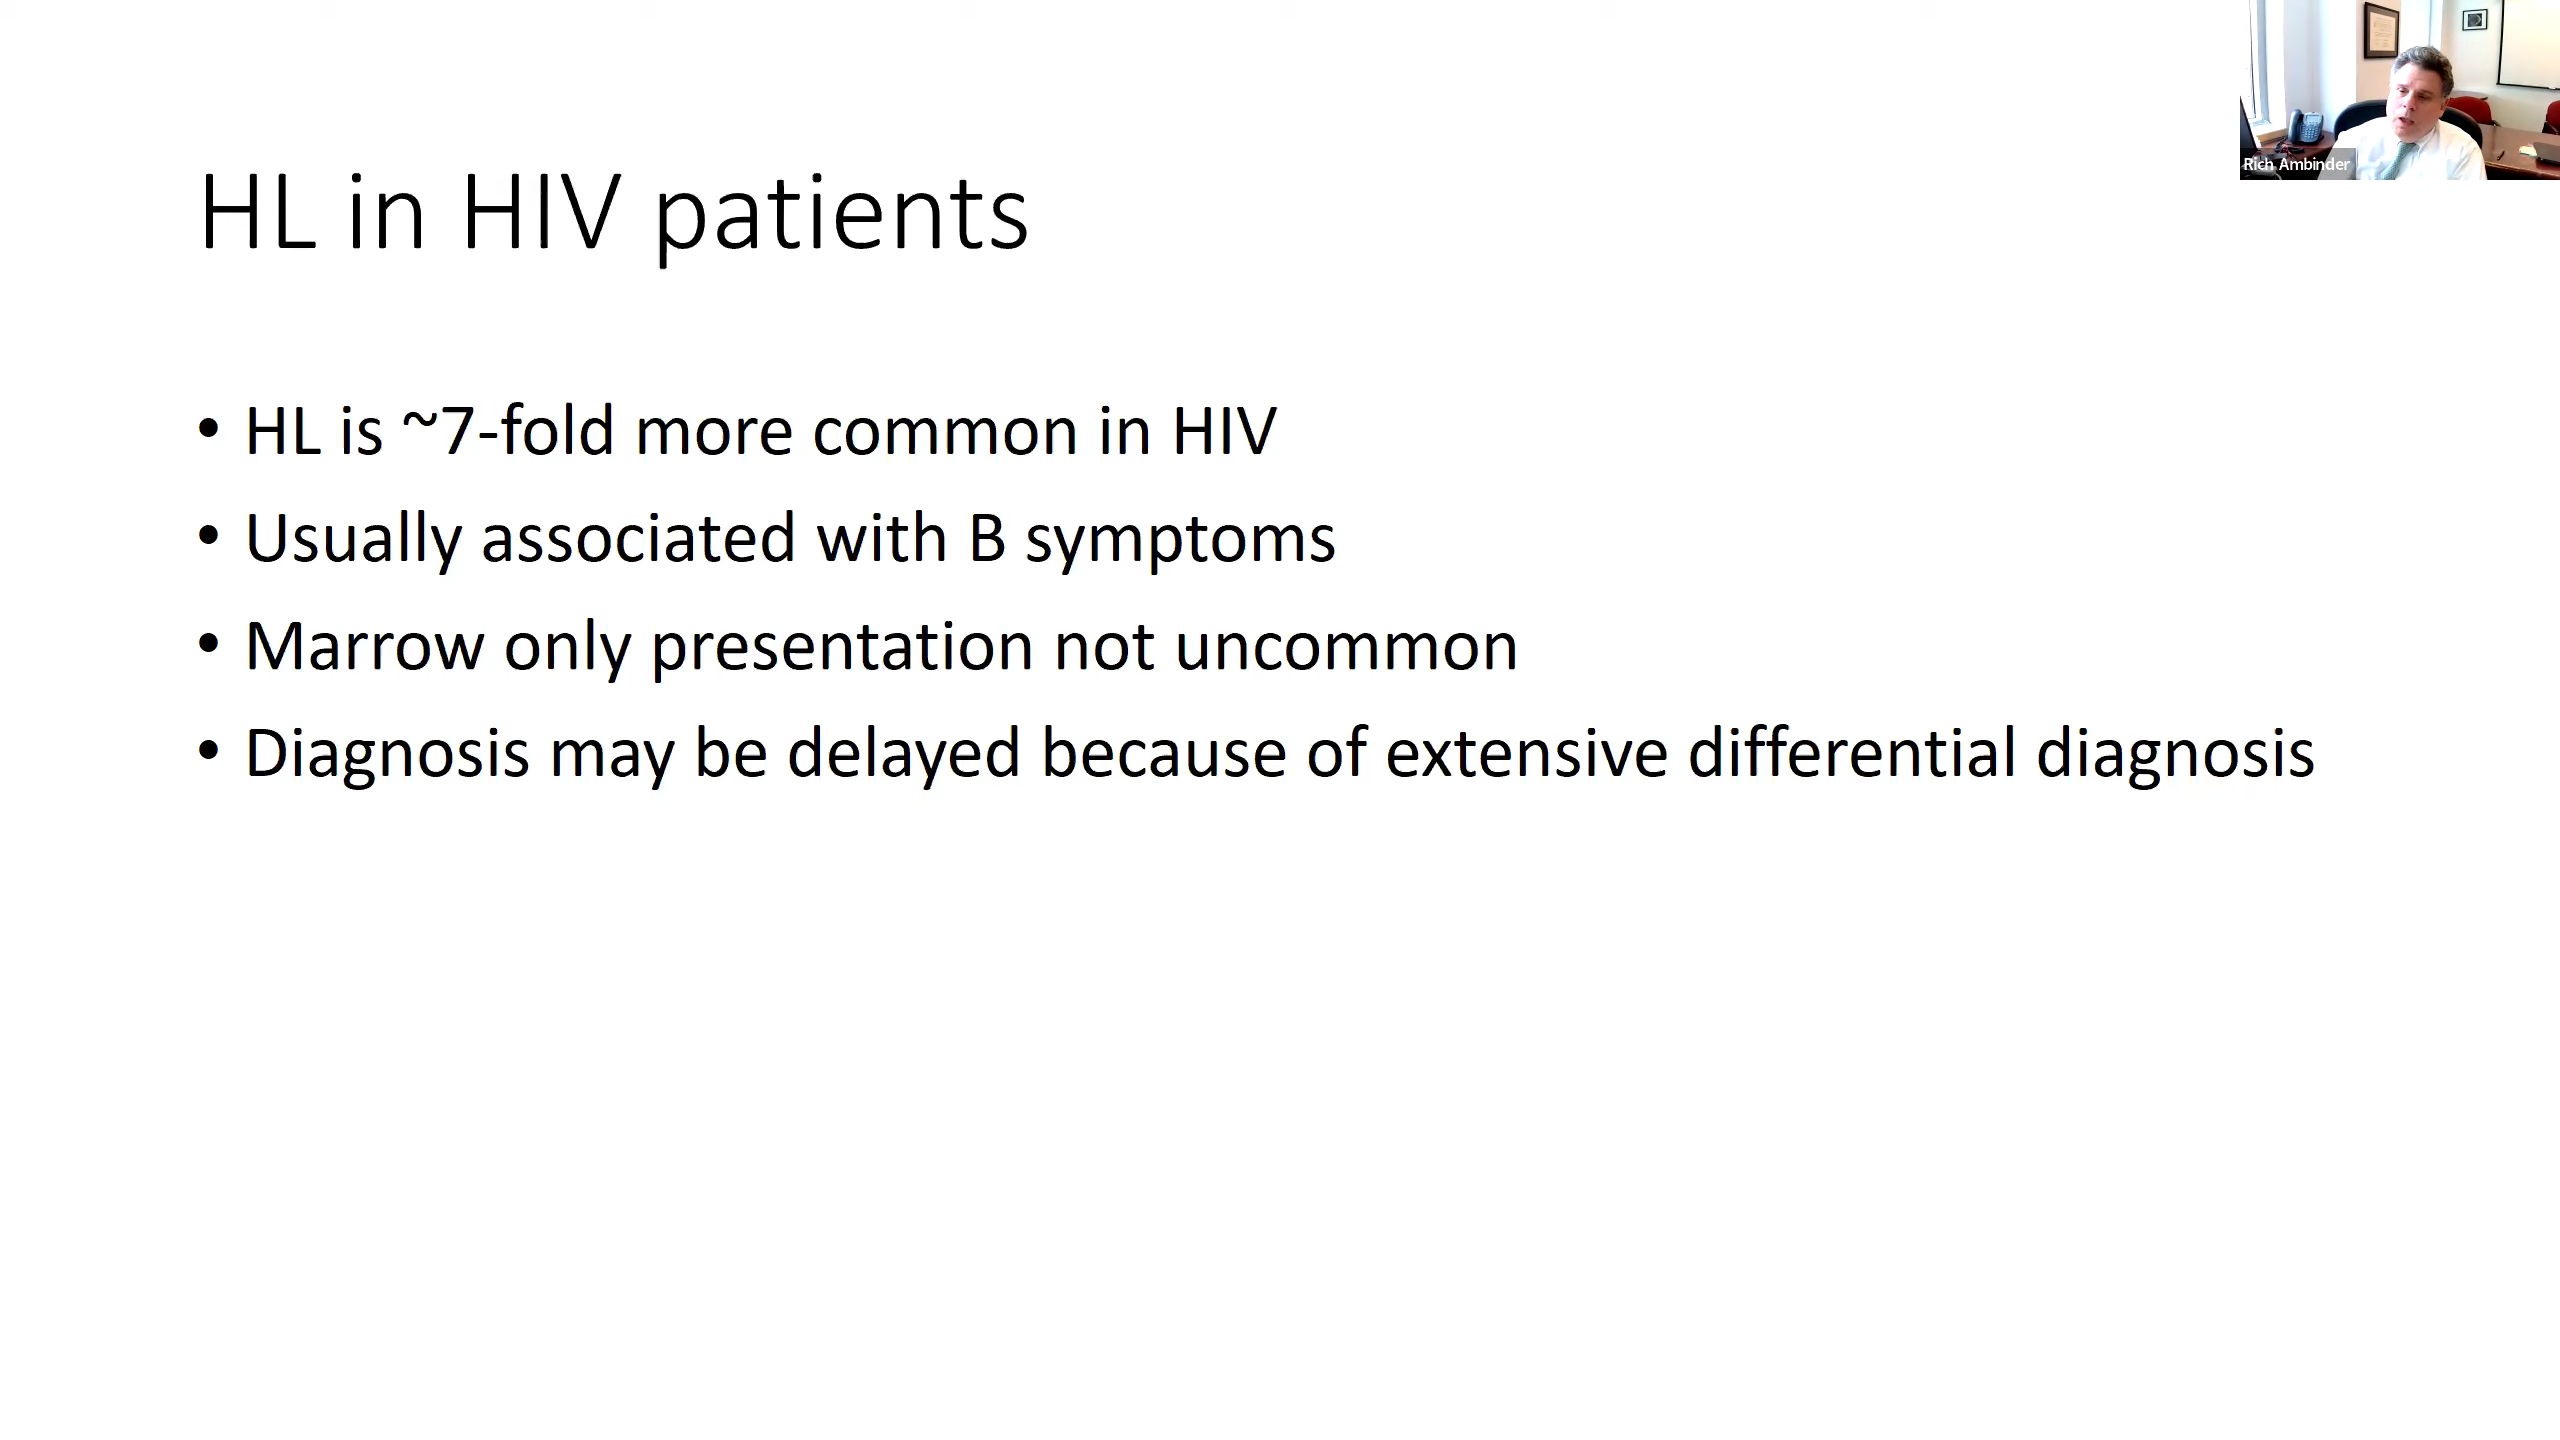 Rich Ambinder
HL in HIV patients
• HL is ~7-fold more common in HIV
• Usually associated with B symptoms
• Marrow only presentation not uncommon
• Diagnosis may be delayed because of extensive differential diagnosis